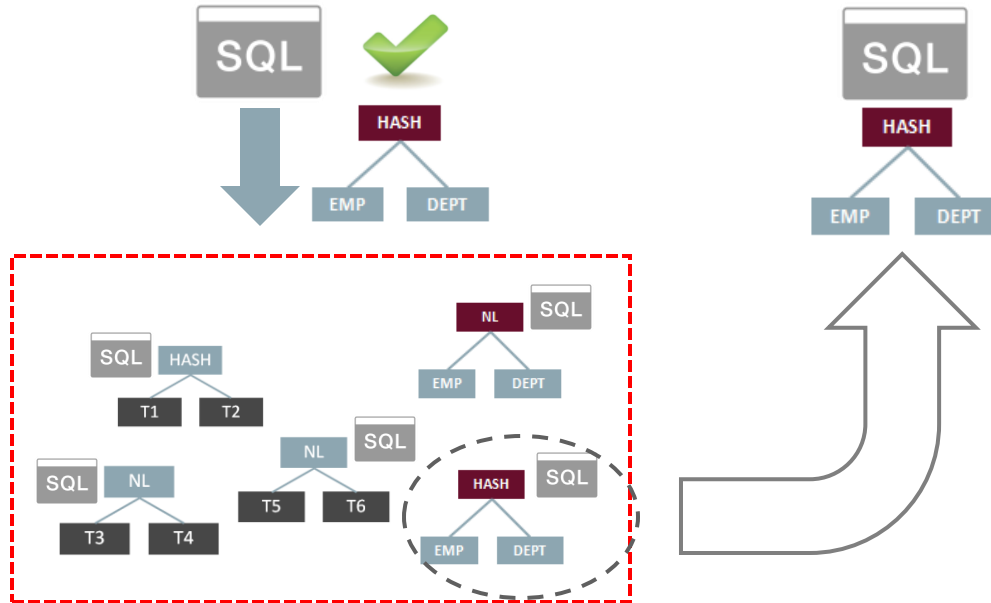 SQL
HASH
EMP DEPT
SQL
HASH
EMP DEPT
NL SQL
EMP DEPT
SQL HASH
T1 T2
NL SQL
T5 T6
SQL NL
T3 T4
HASH SQL
EMP DEPT